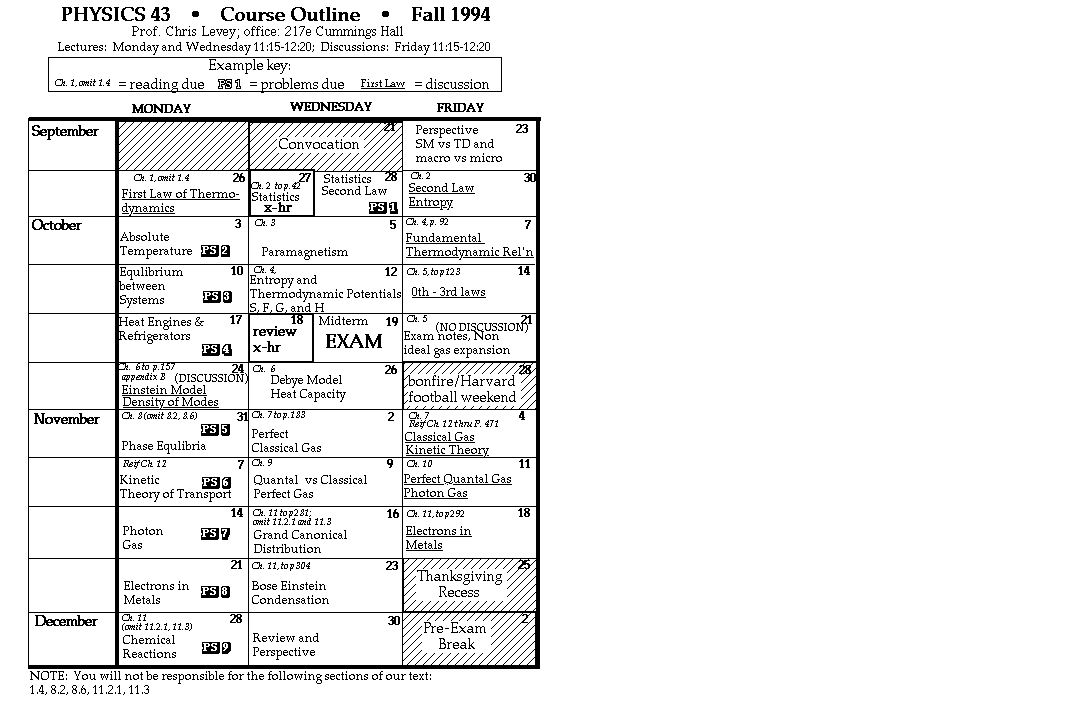 PHYSICS 43 • Course Outline • Fall 1994
Prof. Chris Levey; office: 217e Cummings Hall
Lectures: Monday and Wednesday 11:15-12:20; Discussions: Friday 11:15-12:20
Example key:
Ch. 1, omit 1.4 = reading due PS 1 = problems due First Law = discussion
MONDAY WEDNESDAY FRIDAY
September
21
Convocation
23
Perspective
SM vs TD and
macro vs micro
Ch. 1, omit 1.4 26
First Law of Thermo-
dynamics
27
Ch. 2 to p.42
Statistics
x-hr
Statistics 28
Second Law
PS 1
Ch. 2 30
Second Law
Entropy
October
3
Absolute
Temperature PS 2
Ch. 3 5
Paramagnetism
Ch. 4, p. 92 7
Fundamental
Thermodynamic Rel'n
Equlibrium 10
between
Systems PS 3
Ch. 4, 12
Entropy and
Thermodynamic Potentials
S, F, G, and H
Ch. 5, to p 123 14
0th - 3rd laws
Heat Engines & 17
Refrigerators
PS 4
18
review
x-hr
Midterm 19
EXAM
Ch. 5 21
(NO DISCUSSION)
Exam notes, Non
ideal gas expansion
Ch. 6 to p.157 24
appendix B (DISCUSSION)
Einstein Model
Density of Modes
Ch. 6 26
Debye Model
Heat Capacity
28
bonfire/Harvard
football weekend
November
Ch. 8 (omit 8.2, 8.6) 31
PS 5
Phase Equlibria
Ch. 7 to p.183 2
Perfect
Classical Gas
Ch. 7 4
Reif Ch. 12 thru P. 471
Classical Gas
Kinetic Theory
Reif Ch. 12 7
Kinetic PS 6
Theory of Transport
Ch. 9 9
Quantal vs Classical
Perfect Gas
Ch. 10 11
Perfect Quantal Gas
Photon Gas
14
Photon PS 7
Gas
Ch. 11 to p 281; 16
omit 11.2.1 and 11.3
Grand Canonical
Distribution
Ch. 11, to p 292 18
Electrons in
Metals
21
Electrons in PS 8
Metals
Ch. 11, to p 304 23
Bose Einstein
Condensation
25
Thanksgiving
Recess
December
Ch. 11 28
(omit 11.2.1, 11.3)
Chemical
Reactions PS 9
30
Review and
Perspective
2
Pre-Exam
Break
NOTE: You will not be responsible for the following sections of our text:
1.4, 8.2, 8.6, 11.2.1, 11.3